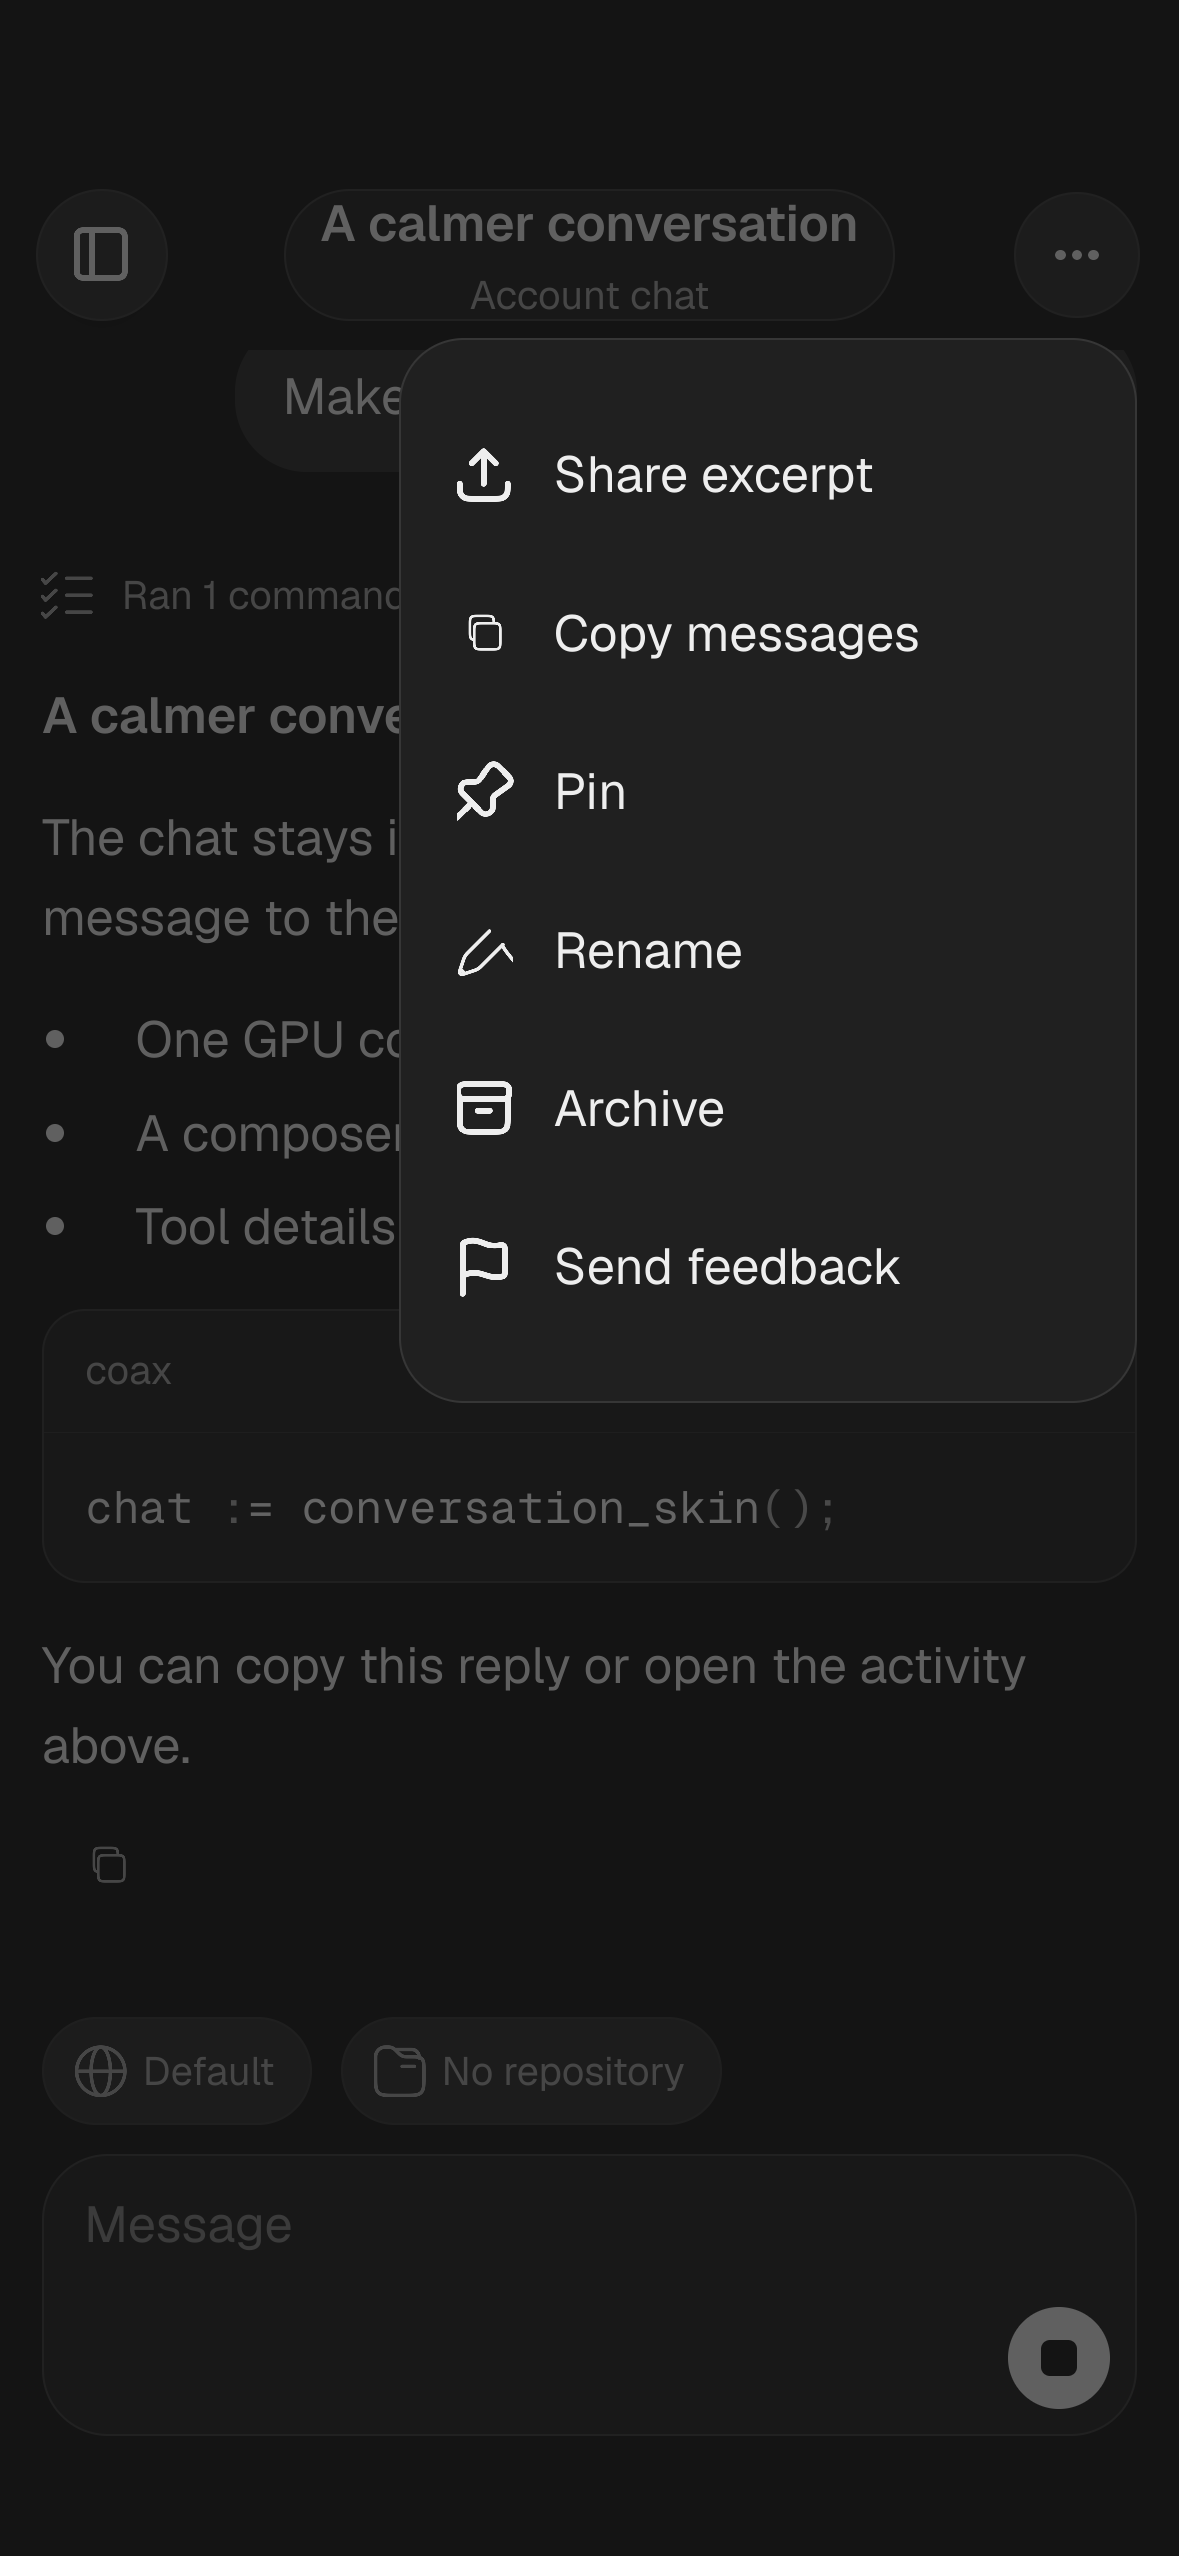 A calmer conversation
Account chat
Make
Share excerpt
Copy messages
Pin
Rename
Archive
Send feedback
Ran 1 command
A calmer conve
The chat stays i
message to the
One GPU co
A composer
Tool details
coax
chat := conversation_skin();
You can copy this reply or open the activity
above.
Default
No repository
Message